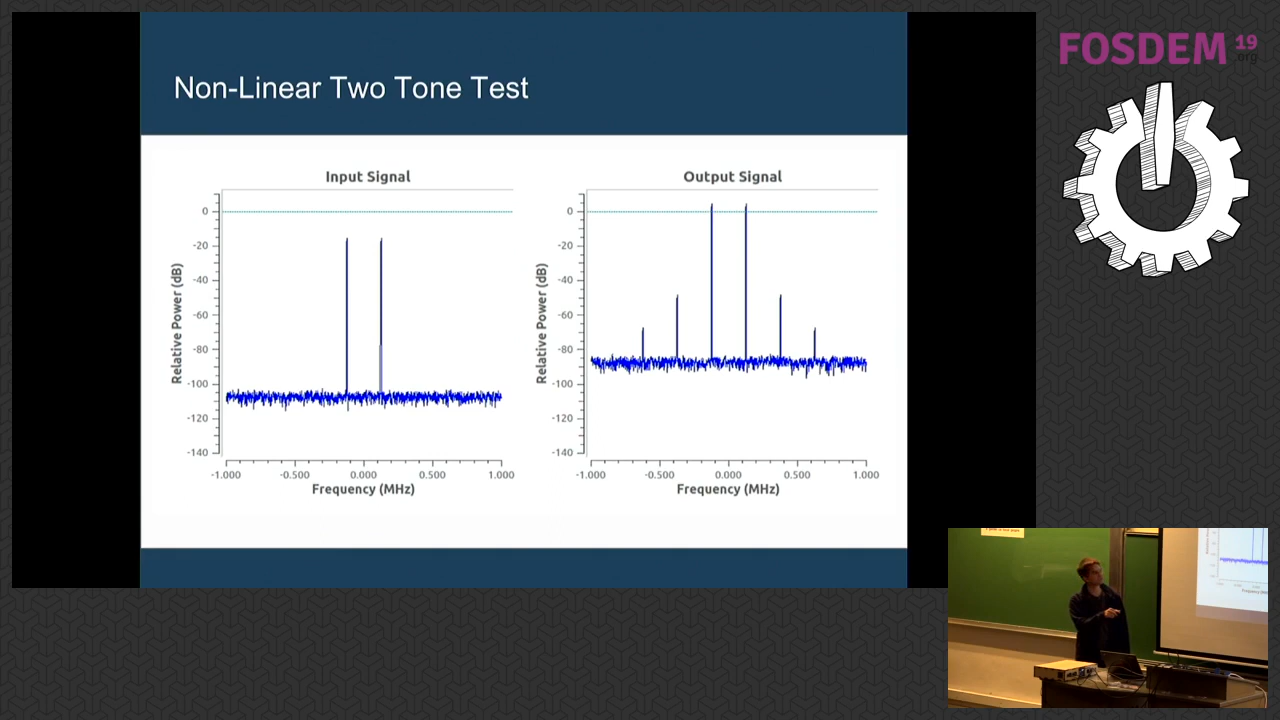 FOSDEM 19
.org
Non-Linear Two Tone Test
Input Signal
Relative Power (dB)
0
-20
-40
-60
-80
-100
-120
-140
-1.000 -0.500 0.000 0.500 1.000
Frequency (MHz)
Output Signal
Relative Power (dB)
0
-20
-40
-60
-80
-100
-120
-140
-1.000 -0.500 0.000 0.500 1.000
Frequency (MHz)